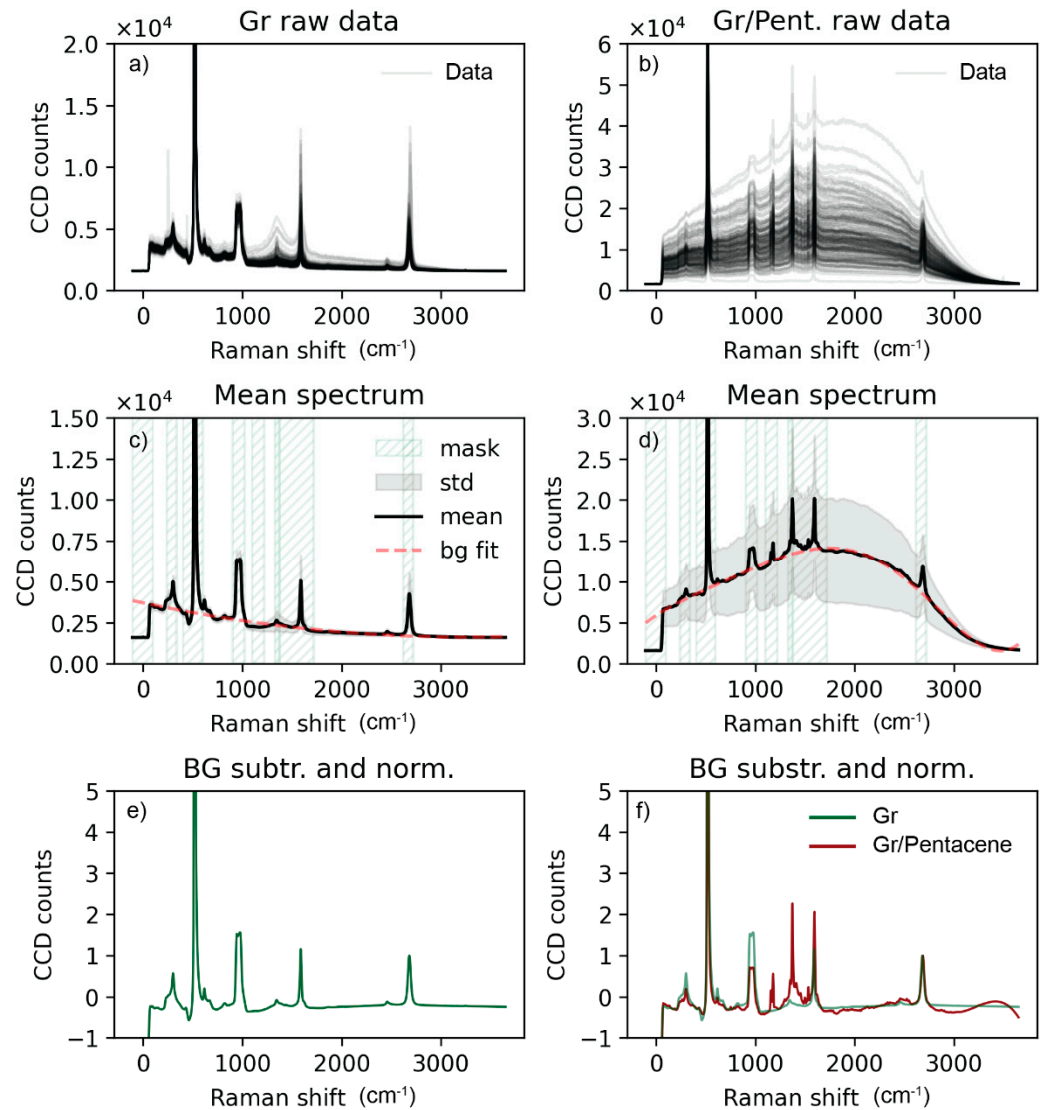 Gr raw data
×10⁴
a)
Data
2.0
1.5
1.0
0.5
0.0
CCD counts
0 1000 2000 3000
Raman shift (cm⁻¹)
Gr/Pent. raw data
×10⁴
b)
Data
6
5
4
3
2
1
0
CCD counts
0 1000 2000 3000
Raman shift (cm⁻¹)
Mean spectrum
×10⁴
c)
mask
std
mean
bg fit
1.50
1.25
1.00
0.75
0.50
0.25
0.00
CCD counts
0 1000 2000 3000
Raman shift (cm⁻¹)
Mean spectrum
×10⁴
d)
3.0
2.5
2.0
1.5
1.0
0.5
0.0
CCD counts
0 1000 2000 3000
Raman shift (cm⁻¹)
BG subtr. and norm.
e)
5
4
3
2
1
0
−1
CCD counts
0 1000 2000 3000
Raman shift (cm⁻¹)
BG substr. and norm.
f)
Gr
Gr/Pentacene
5
4
3
2
1
0
−1
CCD counts
0 1000 2000 3000
Raman shift (cm⁻¹)